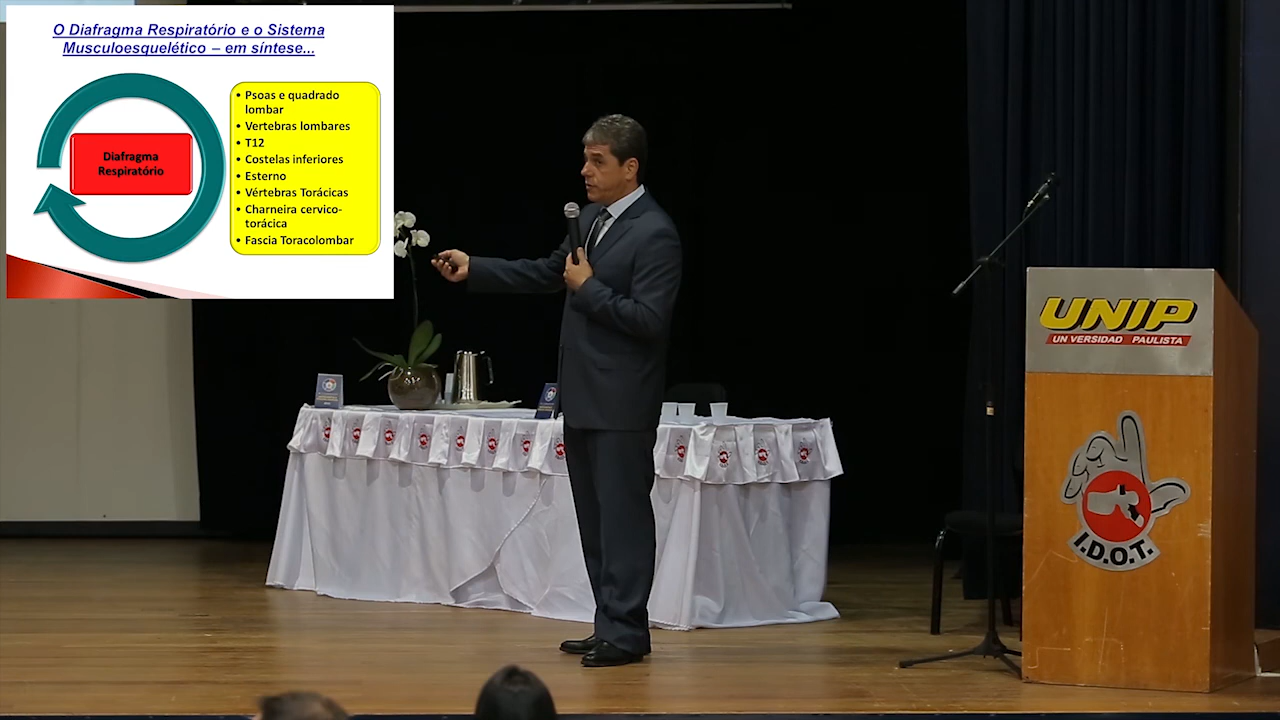 O Diafragma Respiratório e o Sistema
Musculoesquelético – em síntese...
Diafragma
Respiratório
• Psoas e quadrado
lombar
• Vertebras lombares
• T12
• Costelas inferiores
• Esterno
• Vértebras Torácicas
• Charneira cervico-
torácica
• Fascia Toracolombar
UNIP
UN VERSIDAD PAULISTA
I.D.O.T.